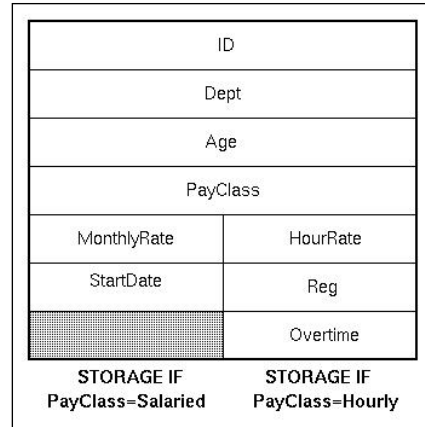 ID
Dept
Age
PayClass
MonthlyRate HourRate
StartDate Reg
Overtime
STORAGE IF STORAGE IF
PayClass=Salaried PayClass=Hourly